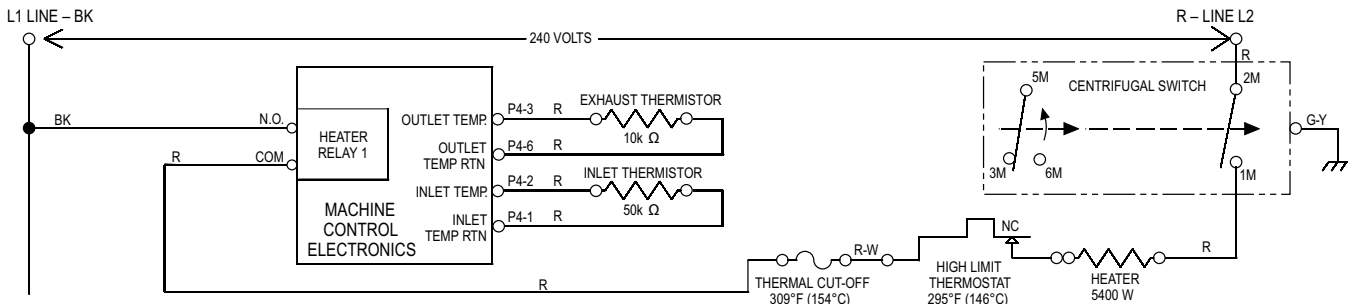 L1 LINE – BK
R – LINE L2
240 VOLTS
R
5M
CENTRIFUGAL SWITCH
2M
BK
N.O.
HEATER
RELAY 1
COM
R
OUTLET TEMP.
P4-3
R
EXHAUST THERMISTOR
10k Ω
OUTLET
TEMP RTN
P4-6
R
INLET TEMP.
P4-2
R
INLET THERMISTOR
50k Ω
INLET
TEMP RTN
P4-1
R
MACHINE
CONTROL
ELECTRONICS
G-Y
3M
6M
1M
R
THERMAL CUT-OFF
309°F (154°C)
R-W
HIGH LIMIT
THERMOSTAT
295°F (146°C)
NC
HEATER
5400 W
R